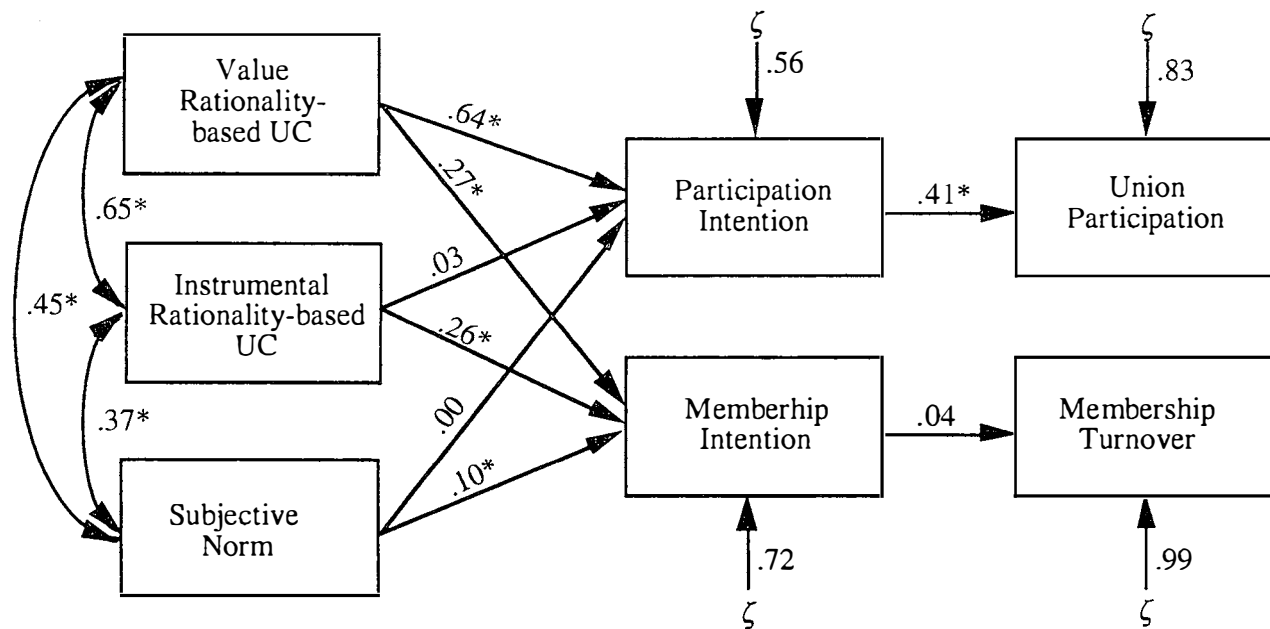 ζ
.56
ζ
.83
Value
Rationality-
based UC
.64*
.27*
Participation
Intention
.41*
Union
Participation
.65*
.03
Instrumental
Rationality-based
UC
.45*
.26*
.00
.37*
Memberhip
Intention
.04
Membership
Turnover
.10*
Subjective
Norm
.72
ζ
.99
ζ